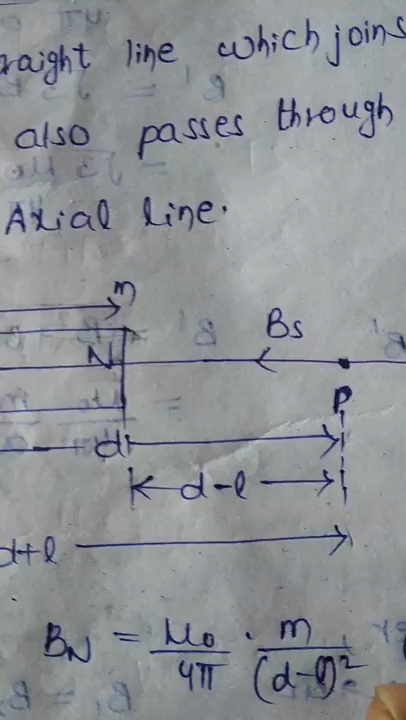 raight line which joins
also passes through
Axial line.
m
Bs
N
P
d
d-l
d+l
BN = μ0/4π . m/(d-l)²